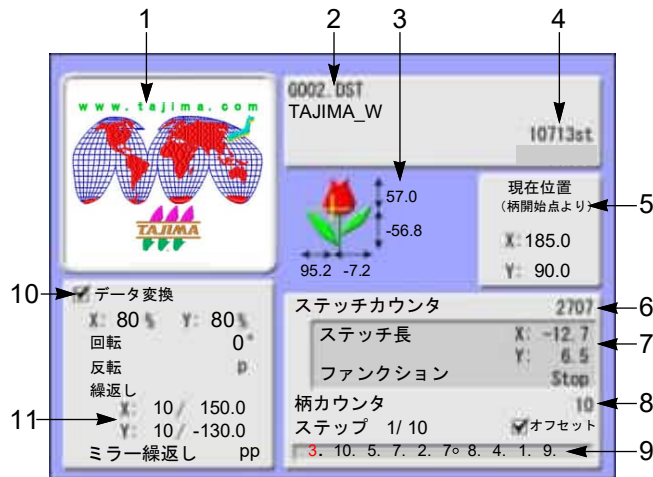 1
2
3
4
www.tajima.com
TAJIMA
G002.DST
TAJIMA_W
10713st
57.0
-56.8
95.2 -7.2
現在位置
(柄開始点より)
X: 185.0
Y: 90.0
5
10
データ変換
X: 80% Y: 80%
回転 0°
反転 p
繰返し
X: 10/ 150.0
Y: 10/ -130.0
11
ミラー繰返し pp
ステッチカウンタ 2707
6
ステッチ長 X: -12.7
Y: 6.5
7
ファンクション Stop
柄カウンタ 10
8
ステップ 1/10 オフセット
3. 10. 5. 7. 2. 7○ 8. 4. 1. 9.
9